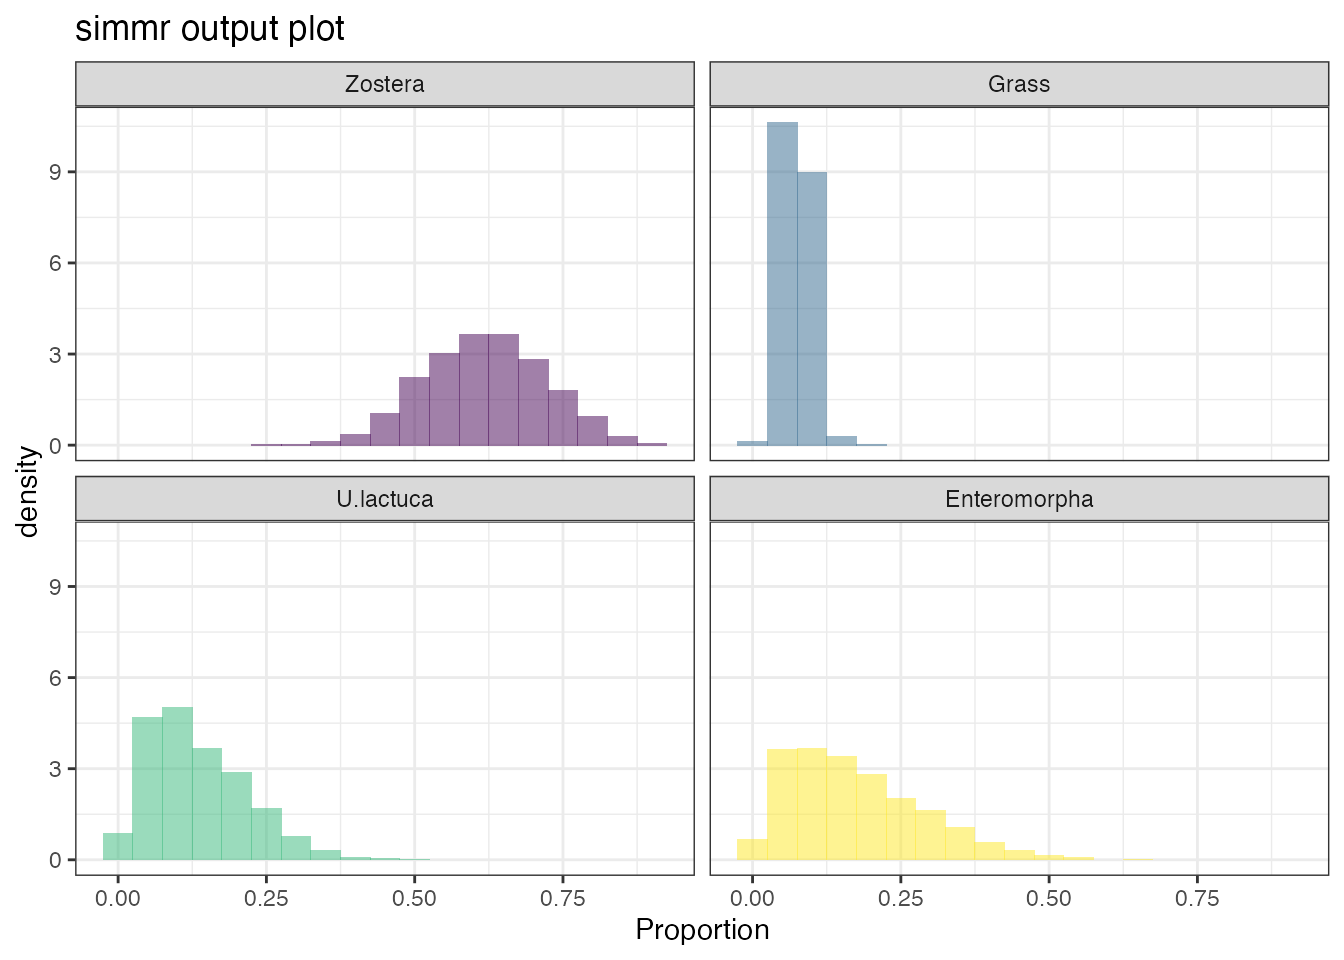 simmr output plot
Zostera
Grass
9
6
3
0
density
U.lactuca
Enteromorpha
9
6
3
0
0.00 0.25 0.50 0.75 0.00 0.25 0.50 0.75
Proportion